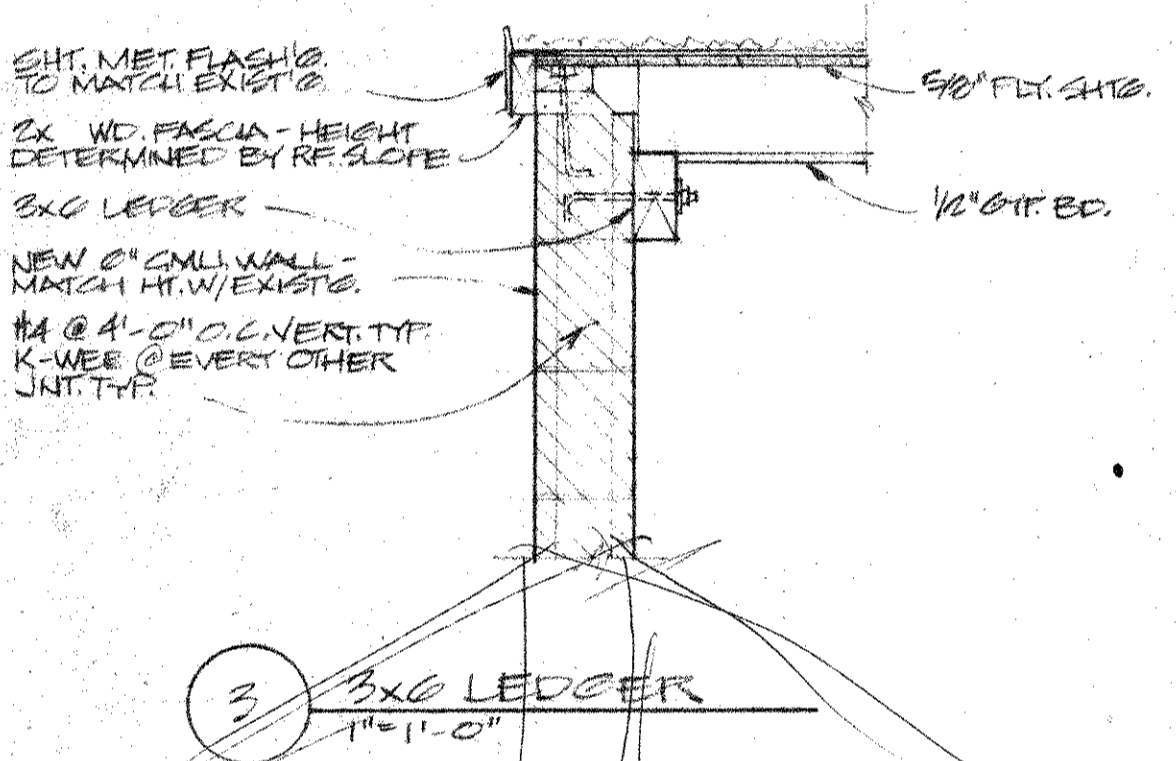 SHT. MET. FLASH'G.
TO MATCH EXIST'G.
2x WD. FASCIA - HEIGHT
DETERMINED BY RF. SLOPE
3x6 LEDGER
NEW 8" CMU WALL -
MATCH HT. W/ EXIST'G.
#4 @ 4'-0" O.C. VERT. TYP.
K-WEB @ EVERY OTHER
JNT. TYP.
5/8" PLY. SHTG.
1/2" GYP. BD.
3
3x6 LEDGER
1"=1'-0"